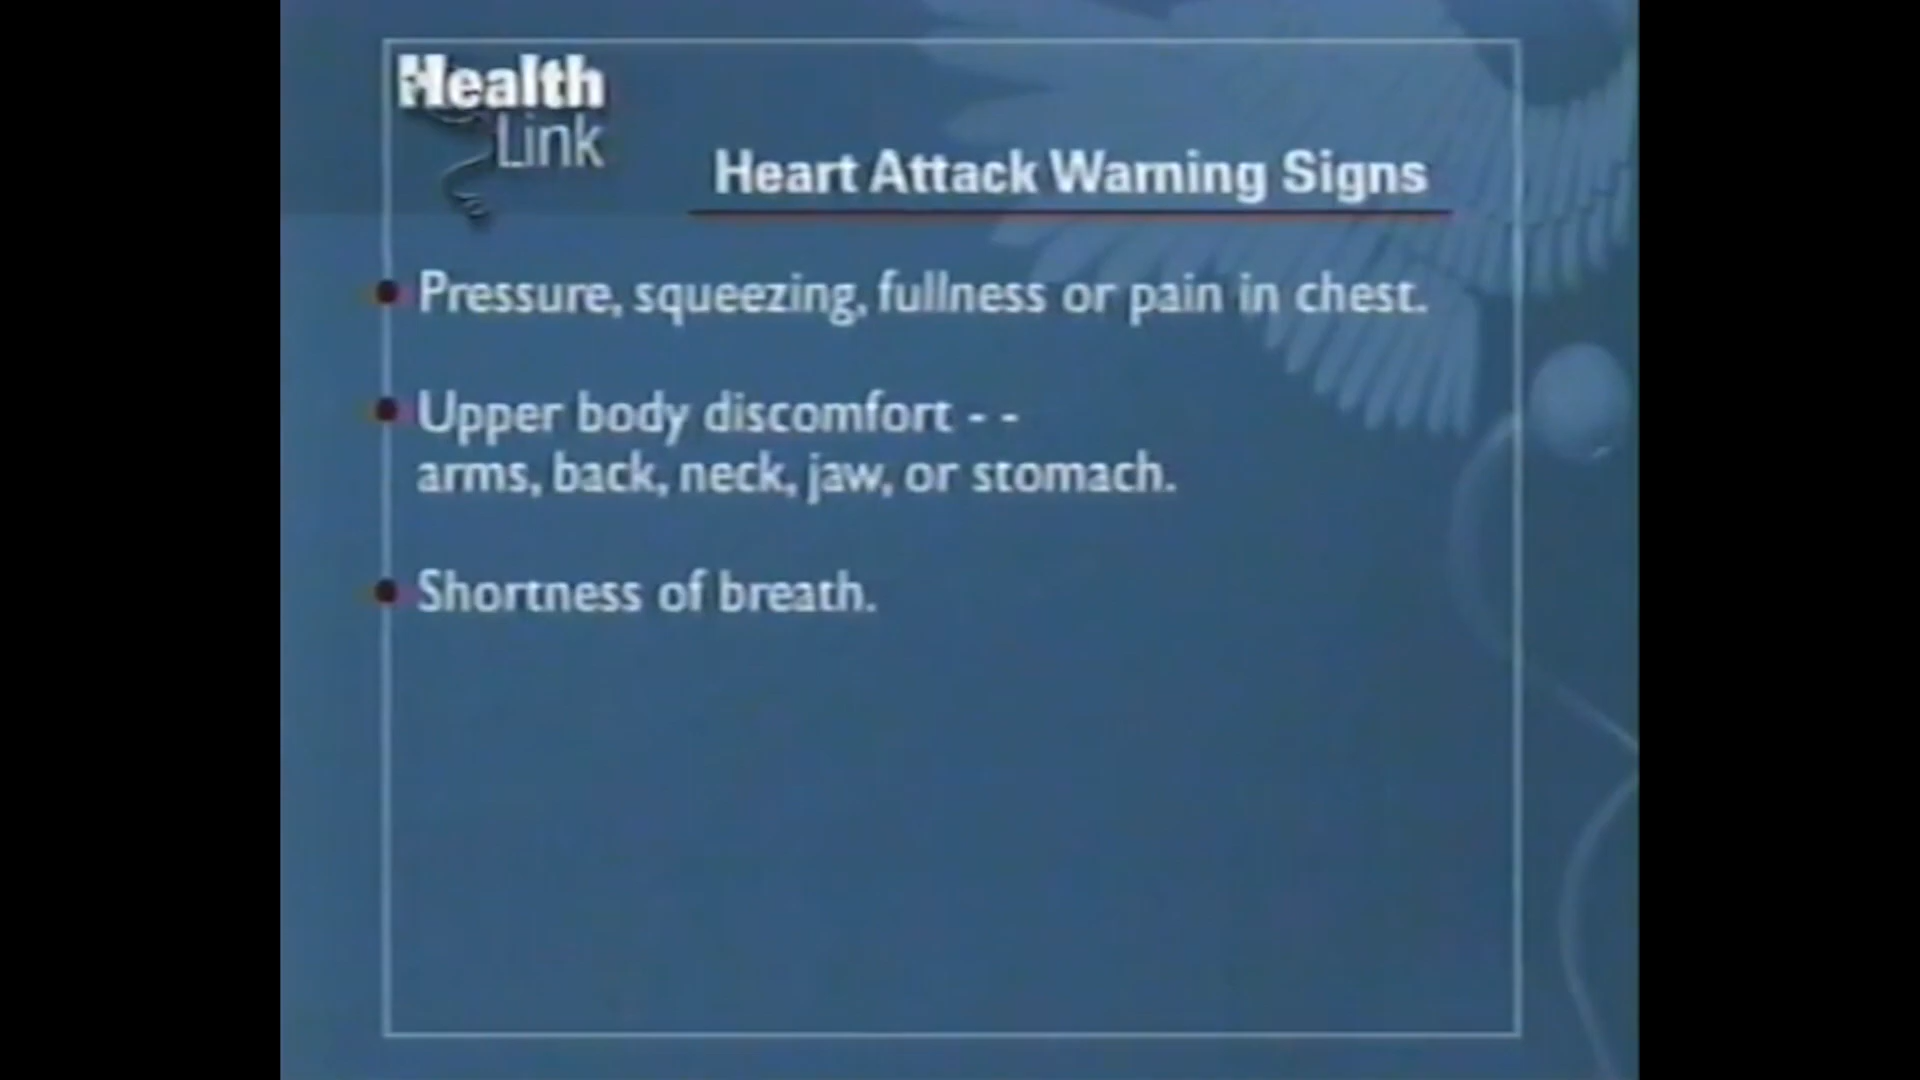 Health
Link
Heart Attack Warning Signs
Pressure, squeezing, fullness or pain in chest.
Upper body discomfort - -
arms, back, neck, jaw, or stomach.
Shortness of breath.